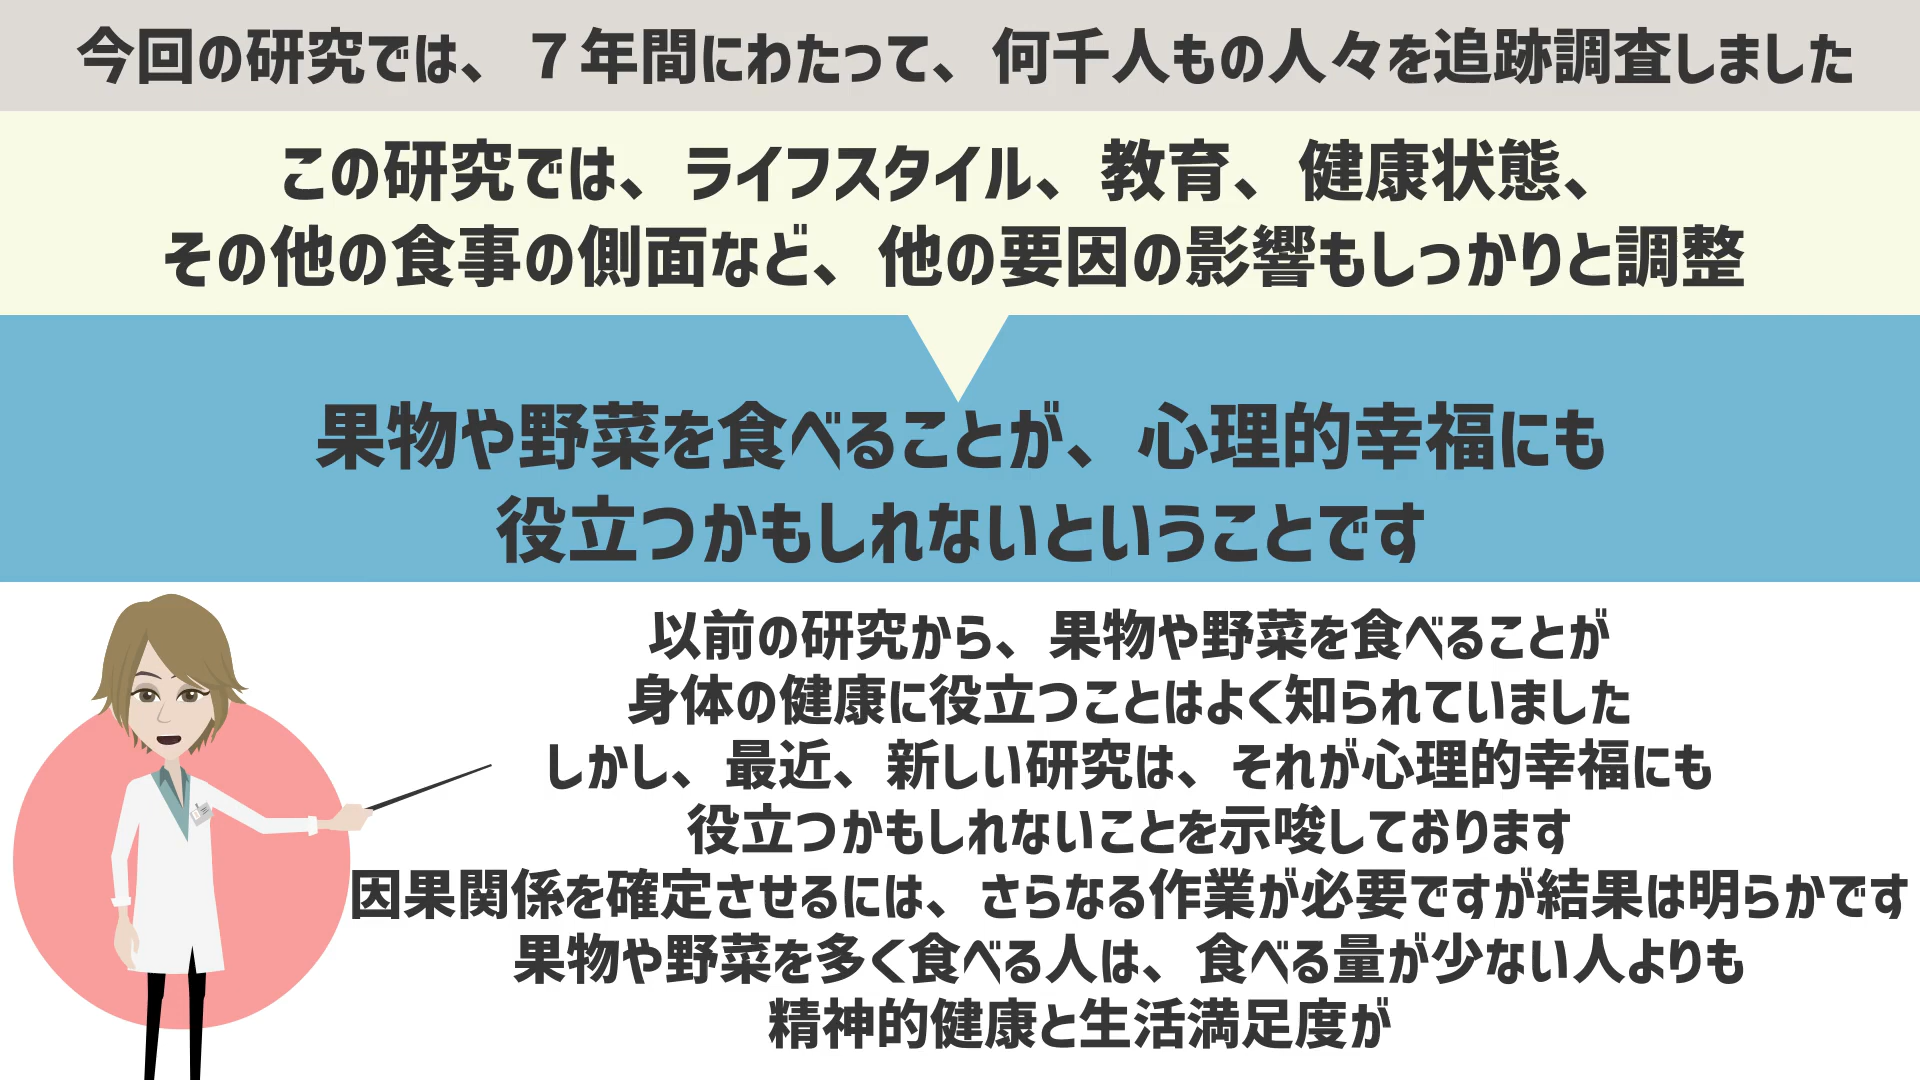 今回の研究では、７年間にわたって、何千人もの人々を追跡調査しました
この研究では、ライフスタイル、教育、健康状態、
その他の食事の側面など、他の要因の影響もしっかりと調整
果物や野菜を食べることが、心理的幸福にも
役立つかもしれないということです
以前の研究から、果物や野菜を食べることが
身体の健康に役立つことはよく知られていました
しかし、最近、新しい研究は、それが心理的幸福にも
役立つかもしれないことを示唆しております
因果関係を確定させるには、さらなる作業が必要ですが結果は明らかです
果物や野菜を多く食べる人は、食べる量が少ない人よりも
精神的健康と生活満足度が